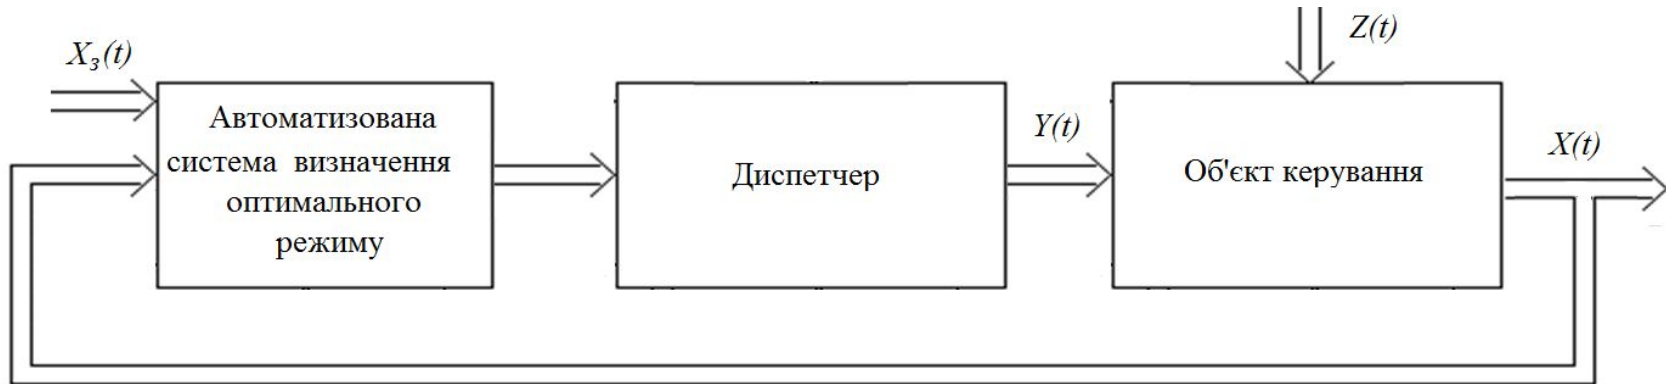 X₃(t)
Автоматизована
система визначення
оптимального
режиму
Диспетчер
Y(t)
Z(t)
Об'єкт керування
X(t)